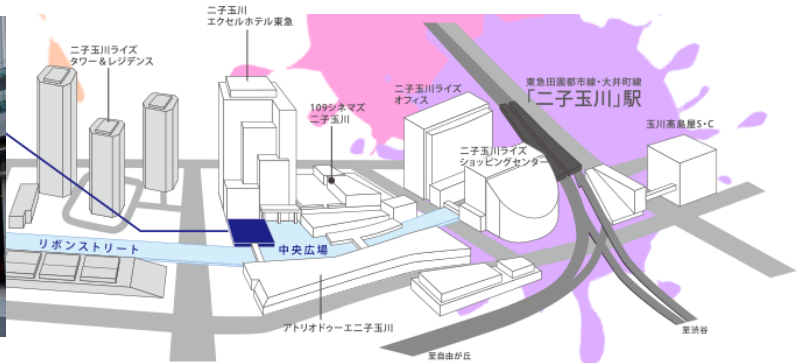 二子玉川
エクセルホテル東急
二子玉川ライズ
タワー&レジデンス
109シネマズ
二子玉川
二子玉川ライズ
オフィス
東急田園都市線・大井町線
「二子玉川」駅
玉川髙島屋S・C
二子玉川ライズ
ショッピングセンター
リボンストリート
中央広場
アトリオドゥーエ二子玉川
至渋谷
至自由が丘